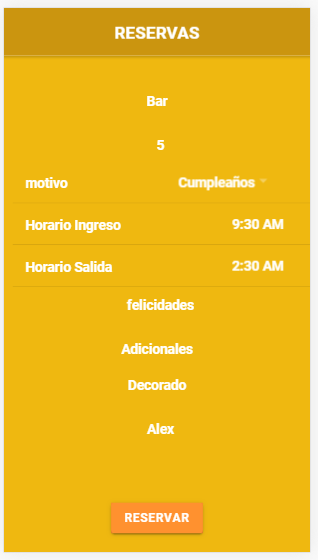 RESERVAS
Bar
5
motivo Cumpleaños
Horario Ingreso 9:30 AM
Horario Salida 2:30 AM
felicidades
Adicionales
Decorado
Alex
RESERVAR